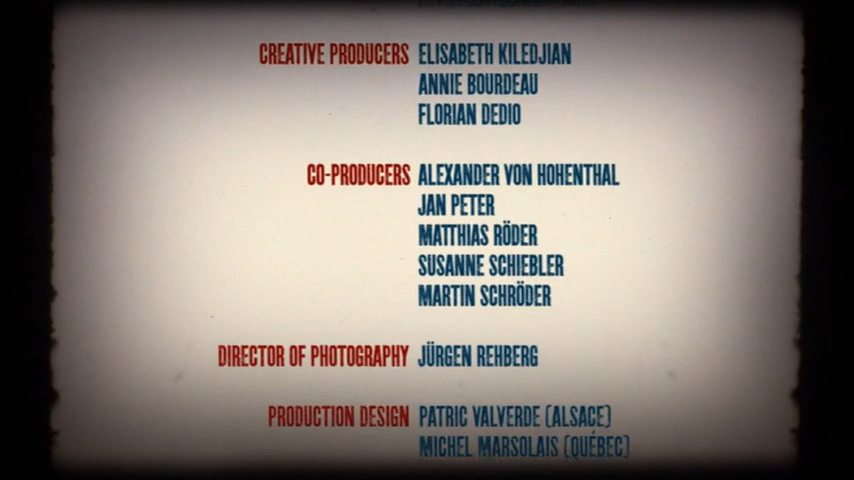 CREATIVE PRODUCERS ELISABETH KILEDJIAN
ANNIE BOURDEAU
FLORIAN DEDIO
CO-PRODUCERS ALEXANDER VON HOHENTHAL
JAN PETER
MATTHIAS RÖDER
SUSANNE SCHIEBLER
MARTIN SCHRÖDER
DIRECTOR OF PHOTOGRAPHY JÜRGEN REHBERG
PRODUCTION DESIGN PATRIC VALVERDE (ALSACE)
MICHEL MARSOLAIS (QUÉBEC)